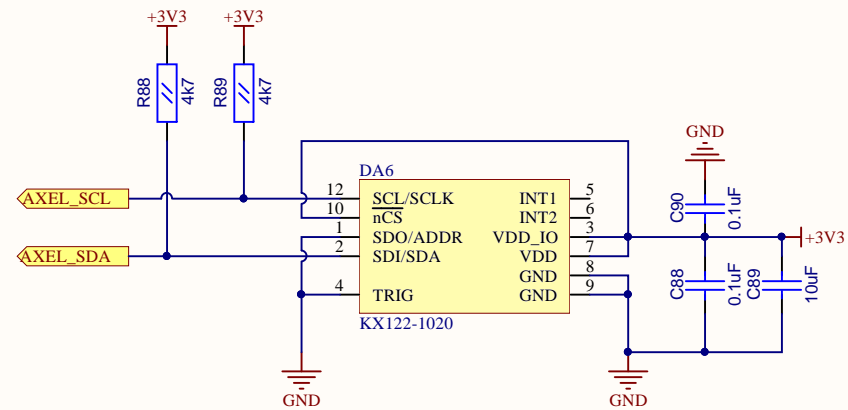 +3V3 +3V3
R88 4k7 R89 4k7
GND
DA6
AXEL_SCL 12 SCL/SCLK INT1 5
C90 0.1uF
10 nCS INT2 6
1 SDO/ADDR VDD_IO 3 +3V3
AXEL_SDA 2 SDI/SDA VDD 7
GND 8
C88 0.1uF C89 10uF
4 TRIG GND 9
KX122-1020
GND GND